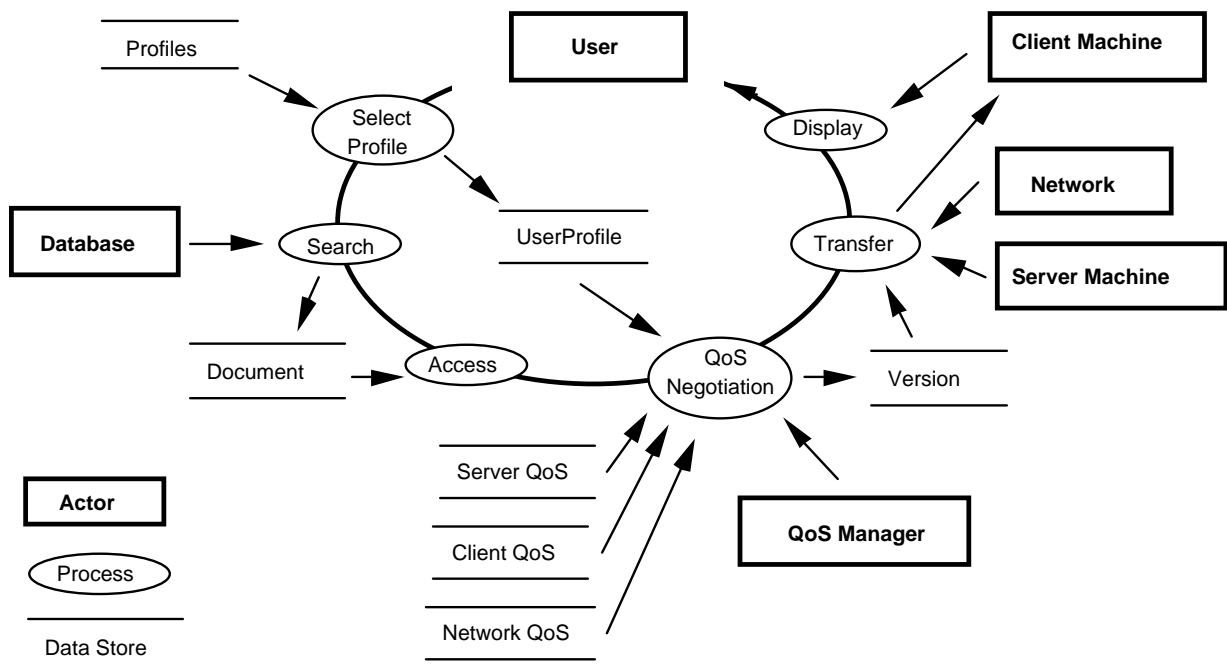 Profiles
User
Client Machine
Select
Profile
Display
Network
Database
Search
UserProfile
Transfer
Server Machine
Document
Access
QoS
Negotiation
Version
Server QoS
Actor
Client QoS
QoS Manager
Process
Network QoS
Data Store